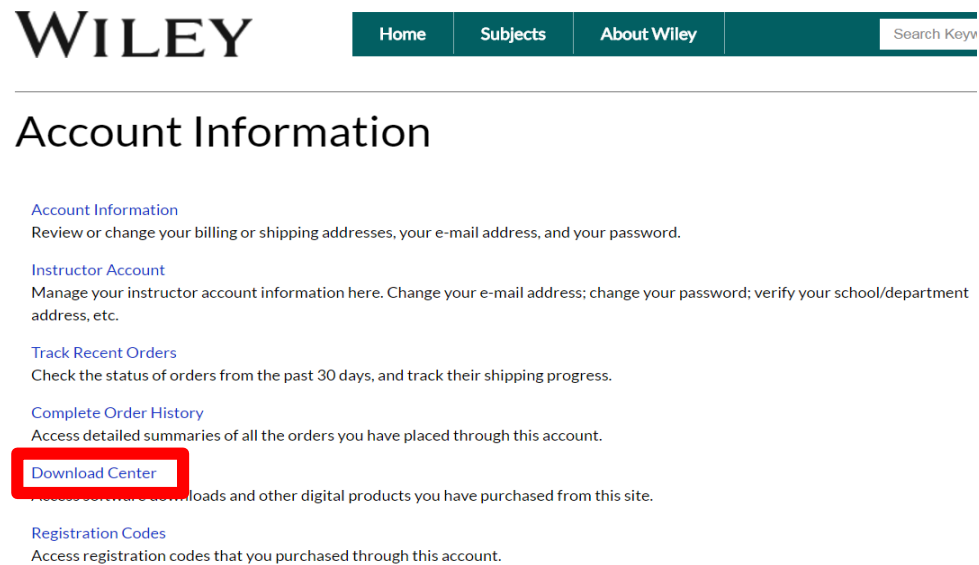 WILEY
Home Subjects About Wiley Search Keyw
Account Information
Account Information
Review or change your billing or shipping addresses, your e-mail address, and your password.
Instructor Account
Manage your instructor account information here. Change your e-mail address; change your password; verify your school/department
address, etc.
Track Recent Orders
Check the status of orders from the past 30 days, and track their shipping progress.
Complete Order History
Access detailed summaries of all the orders you have placed through this account.
Download Center
Access software downloads and other digital products you have purchased from this site.
Registration Codes
Access registration codes that you purchased through this account.